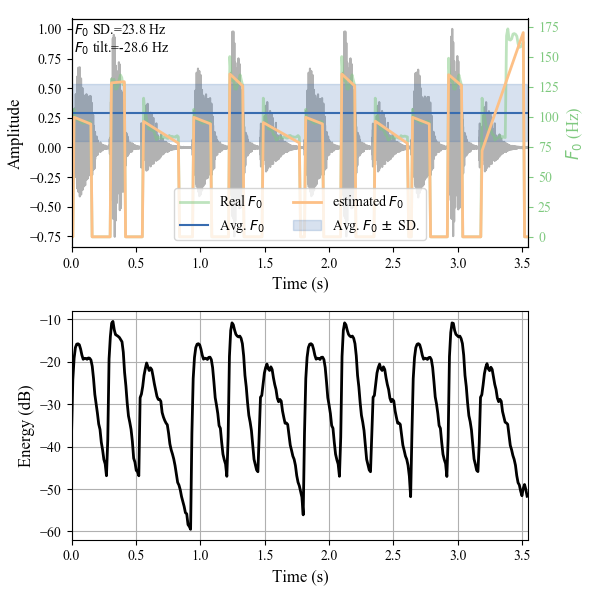 F₀ SD.=23.8 Hz
F₀ tilt.=-28.6 Hz
1.00
0.75
0.50
0.25
0.00
−0.25
−0.50
−0.75
Amplitude
175
150
125
100
75
50
25
0
F₀ (Hz)
Real F₀
Avg. F₀
estimated F₀
Avg. F₀ ± SD.
0.0 0.5 1.0 1.5 2.0 2.5 3.0 3.5
Time (s)
−10
−20
−30
−40
−50
−60
Energy (dB)
0.0 0.5 1.0 1.5 2.0 2.5 3.0 3.5
Time (s)